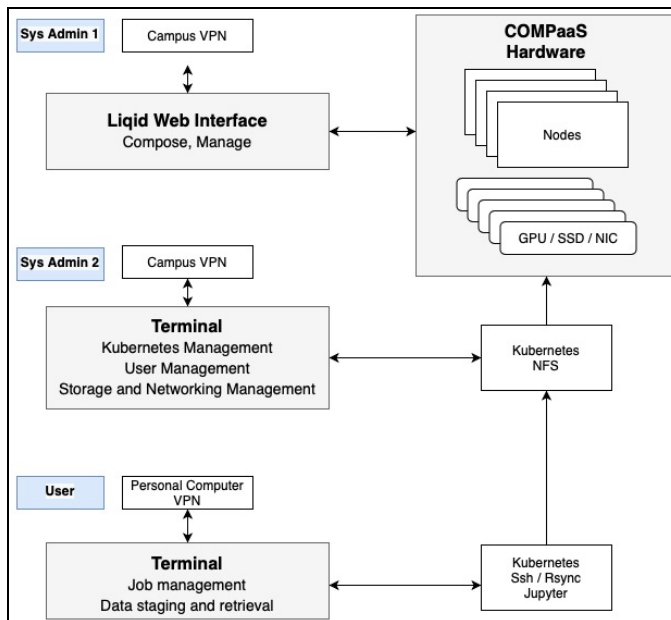 Sys Admin 1
Campus VPN
Liqid Web Interface
Compose, Manage
COMPaaS
Hardware
Nodes
GPU / SSD / NIC
Sys Admin 2
Campus VPN
Terminal
Kubernetes Management
User Management
Storage and Networking Management
Kubernetes
NFS
User
Personal Computer
VPN
Terminal
Job management
Data staging and retrieval
Kubernetes
Ssh / Rsync
Jupyter